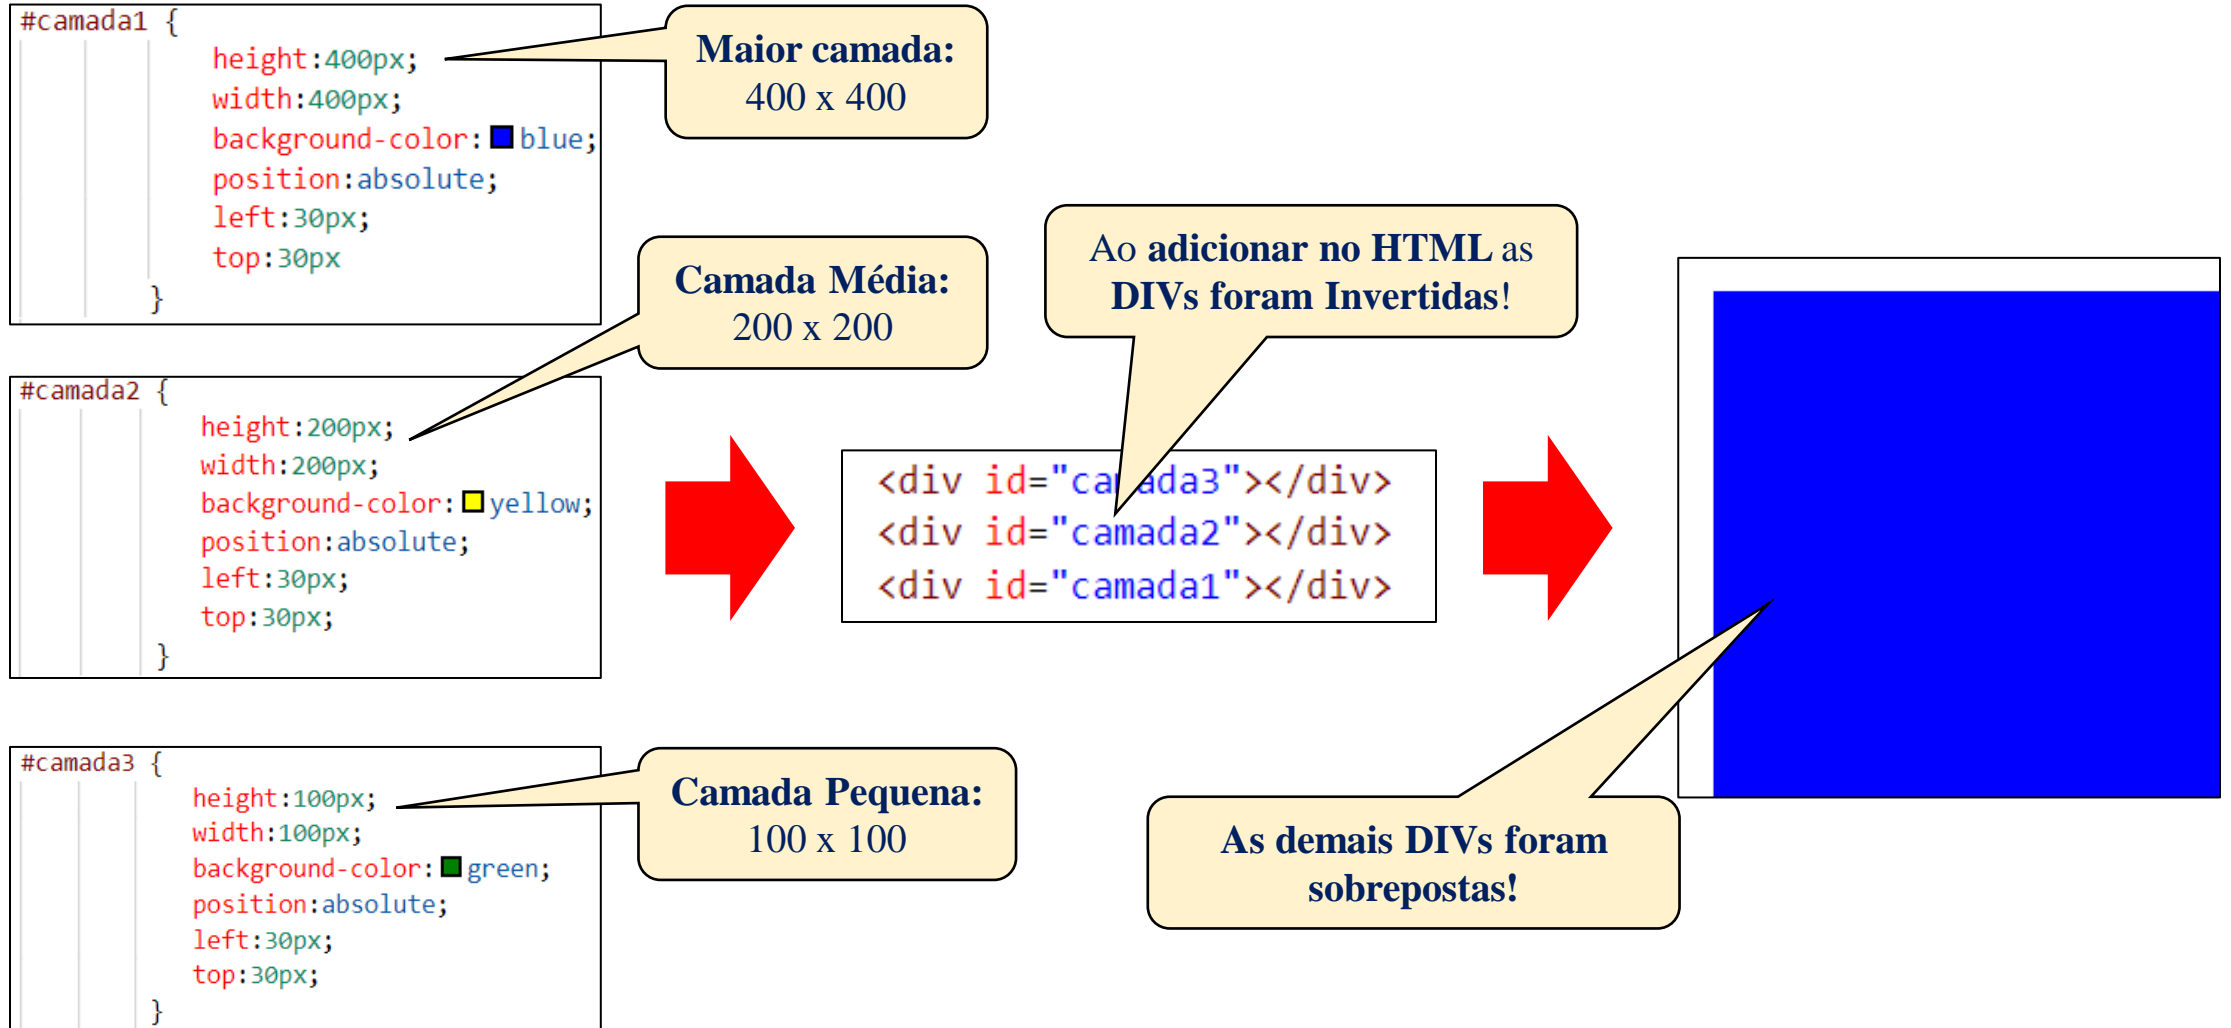 #camada1 {
height:400px;
width:400px;
background-color: blue;
position:absolute;
left:30px;
top:30px
}
Maior camada:
400 x 400
#camada2 {
height:200px;
width:200px;
background-color: yellow;
position:absolute;
left:30px;
top:30px;
}
Camada Média:
200 x 200
#camada3 {
height:100px;
width:100px;
background-color: green;
position:absolute;
left:30px;
top:30px;
}
Camada Pequena:
100 x 100
Ao adicionar no HTML as
DIVs foram Invertidas!
<div id="camada3"></div>
<div id="camada2"></div>
<div id="camada1"></div>
As demais DIVs foram
sobrepostas!